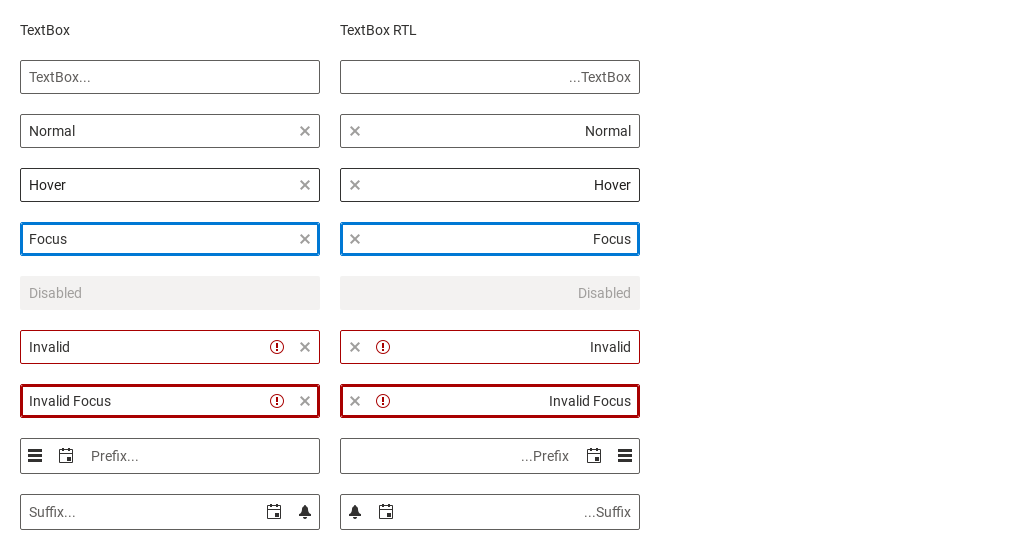 TextBox
TextBox RTL
TextBox...
...TextBox
Normal
Normal
Hover
Hover
Focus
Focus
Disabled
Disabled
Invalid
Invalid
Invalid Focus
Invalid Focus
Prefix...
...Prefix
Suffix...
...Suffix